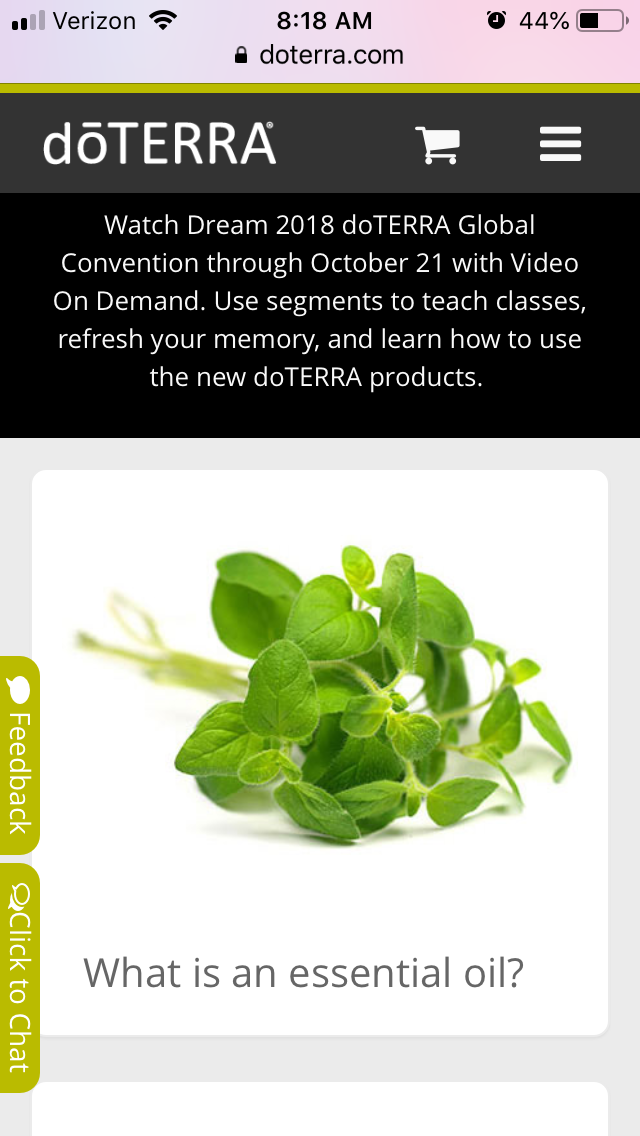 Verizon 8:18 AM 44%
doterra.com
dōTERRA®
Watch Dream 2018 doTERRA Global
Convention through October 21 with Video
On Demand. Use segments to teach classes,
refresh your memory, and learn how to use
the new doTERRA products.
Feedback
Click to Chat
What is an essential oil?